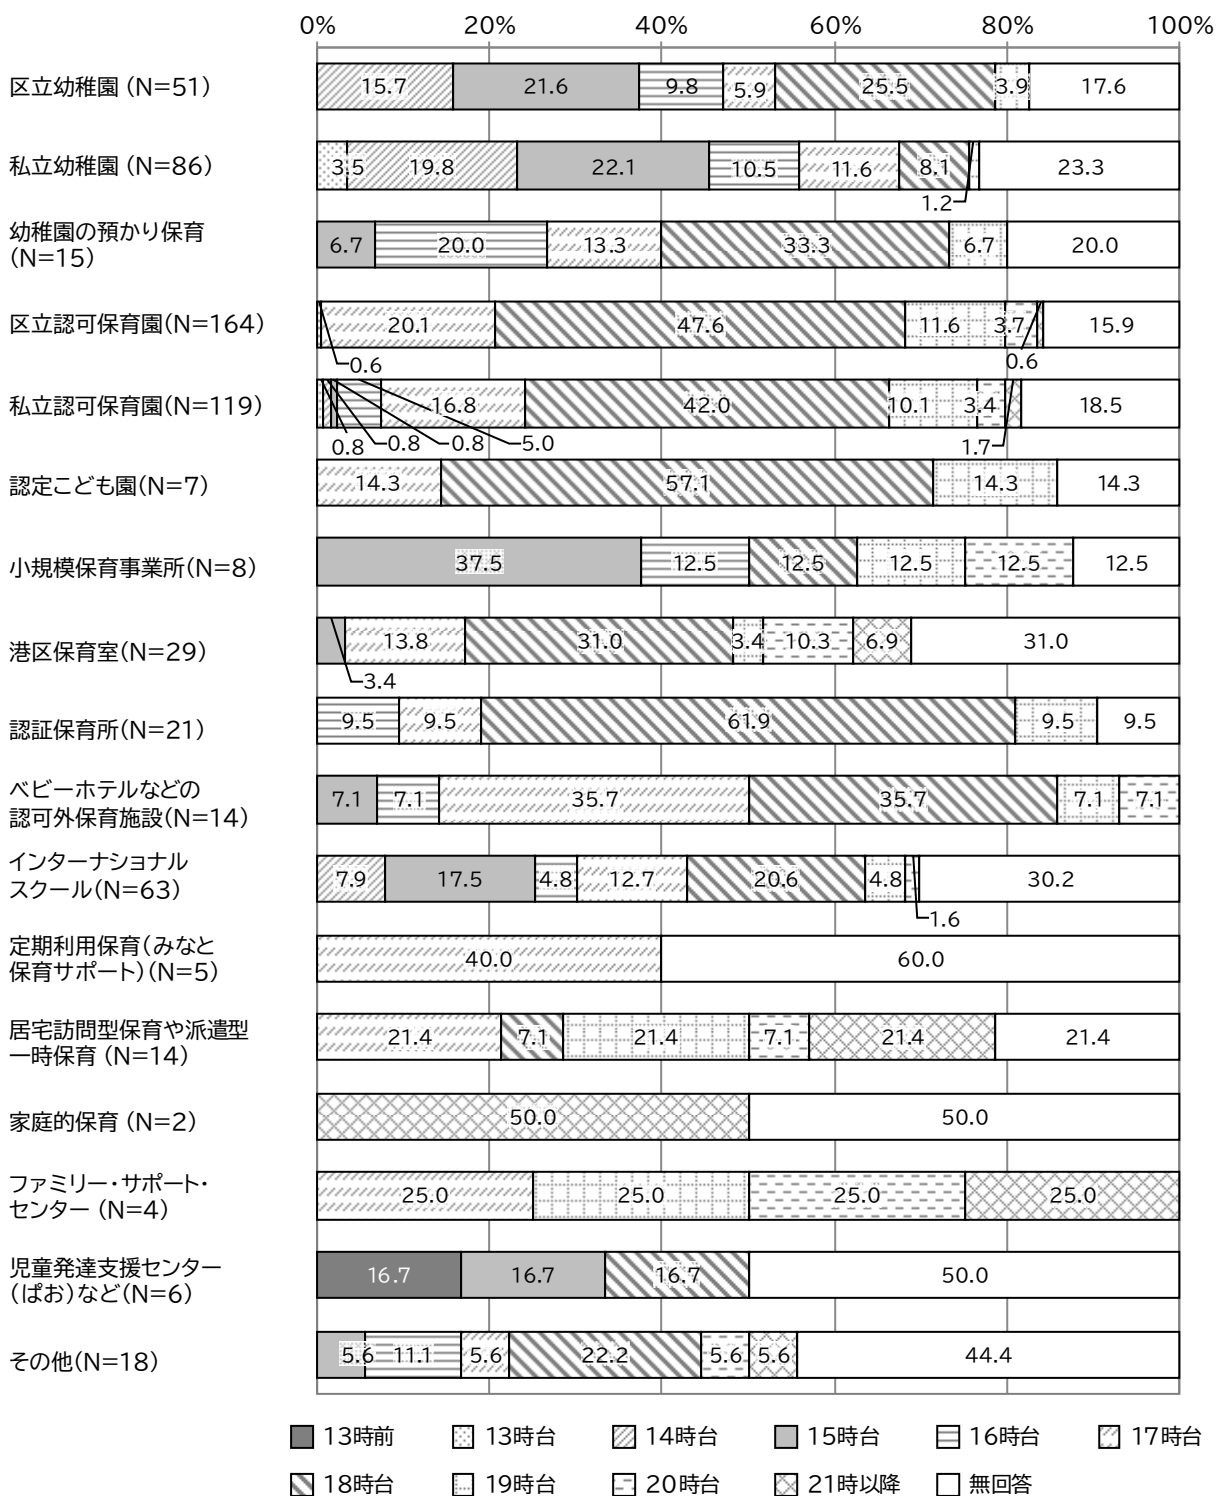 0% 20% 40% 60% 80% 100%
区立幼稚園 (N=51)
15.7 21.6 9.8 5.9 25.5 3.9 17.6
私立幼稚園 (N=86)
3.5 19.8 22.1 10.5 11.6 8.1 23.3
1.2
幼稚園の預かり保育
(N=15)
6.7 20.0 13.3 33.3 6.7 20.0
区立認可保育園(N=164)
20.1 47.6 11.6 3.7 15.9
0.6 0.6
私立認可保育園(N=119)
16.8 42.0 10.1 3.4 18.5
0.8 0.8 0.8 5.0 1.7
認定こども園(N=7)
14.3 57.1 14.3 14.3
小規模保育事業所(N=8)
37.5 12.5 12.5 12.5 12.5 12.5
港区保育室(N=29)
13.8 31.0 3.4 10.3 6.9 31.0
3.4
認証保育所(N=21)
9.5 9.5 61.9 9.5 9.5
ベビーホテルなどの
認可外保育施設(N=14)
7.1 7.1 35.7 35.7 7.1 7.1
インターナショナル
スクール(N=63)
7.9 17.5 4.8 12.7 20.6 4.8 30.2
1.6
定期利用保育(みなと
保育サポート)(N=5)
40.0 60.0
居宅訪問型保育や派遣型
一時保育 (N=14)
21.4 7.1 21.4 7.1 21.4 21.4
家庭的保育 (N=2)
50.0 50.0
ファミリー・サポート・
センター (N=4)
25.0 25.0 25.0 25.0
児童発達支援センター
(ぱお)など(N=6)
16.7 16.7 16.7 50.0
その他(N=18)
5.6 11.1 5.6 22.2 5.6 5.6 44.4
13時前 13時台 14時台 15時台 16時台 17時台
18時台 19時台 20時台 21時以降 無回答